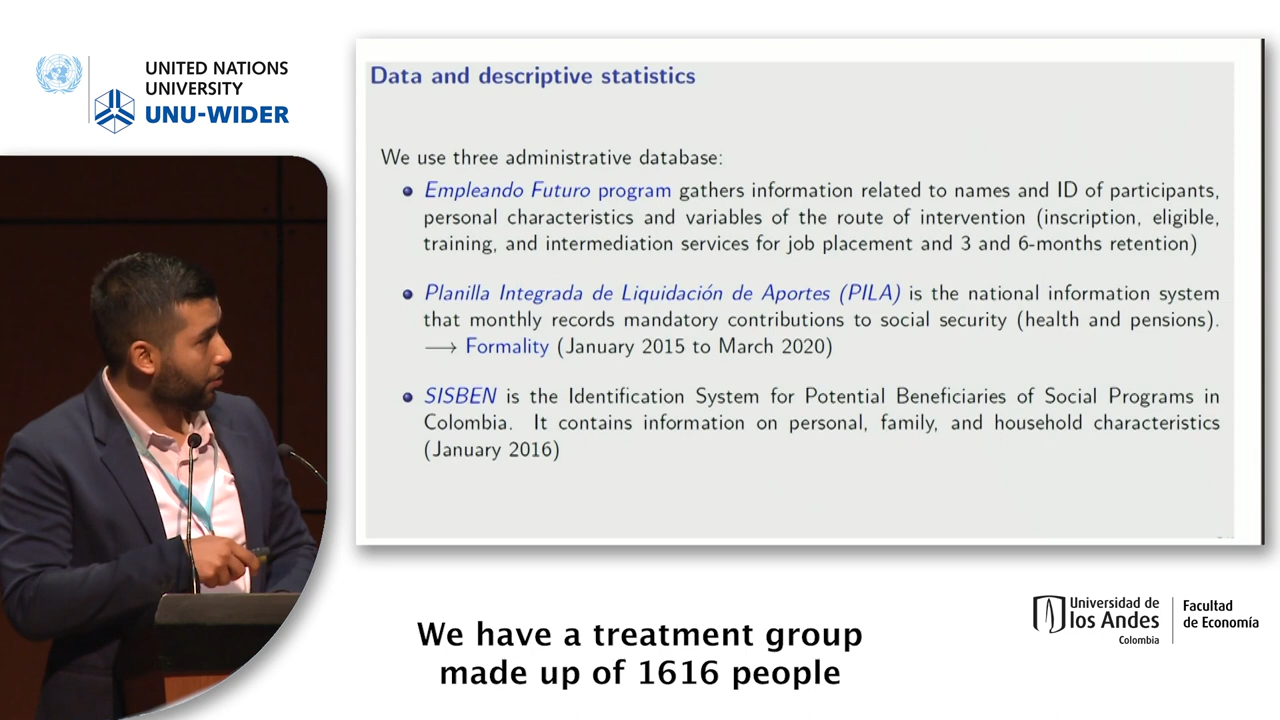 UNITED NATIONS
UNIVERSITY
UNU-WIDER
Data and descriptive statistics
We use three administrative database:
Empleando Futuro program gathers information related to names and ID of participants,
personal characteristics and variables of the route of intervention (inscription, eligible,
training, and intermediation services for job placement and 3 and 6-months retention)
Planilla Integrada de Liquidación de Aportes (PILA) is the national information system
that monthly records mandatory contributions to social security (health and pensions).
⟶ Formality (January 2015 to March 2020)
SISBEN is the Identification System for Potential Beneficiaries of Social Programs in
Colombia. It contains information on personal, family, and household characteristics
(January 2016)
We have a treatment group
made up of 1616 people
Universidad de
los Andes
Colombia
Facultad
de Economía